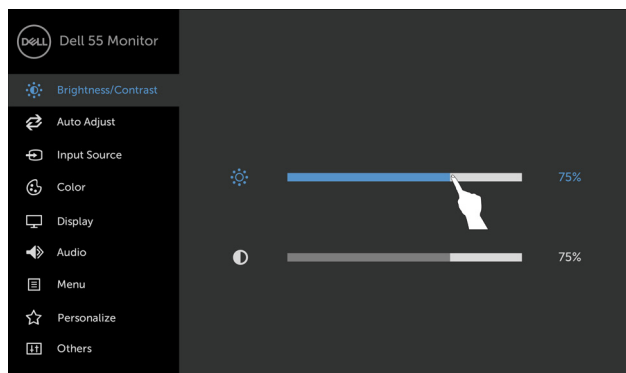 DELL
Dell 55 Monitor
Brightness/Contrast
Auto Adjust
Input Source
Color
Display
Audio
Menu
Personalize
Others
75%
75%